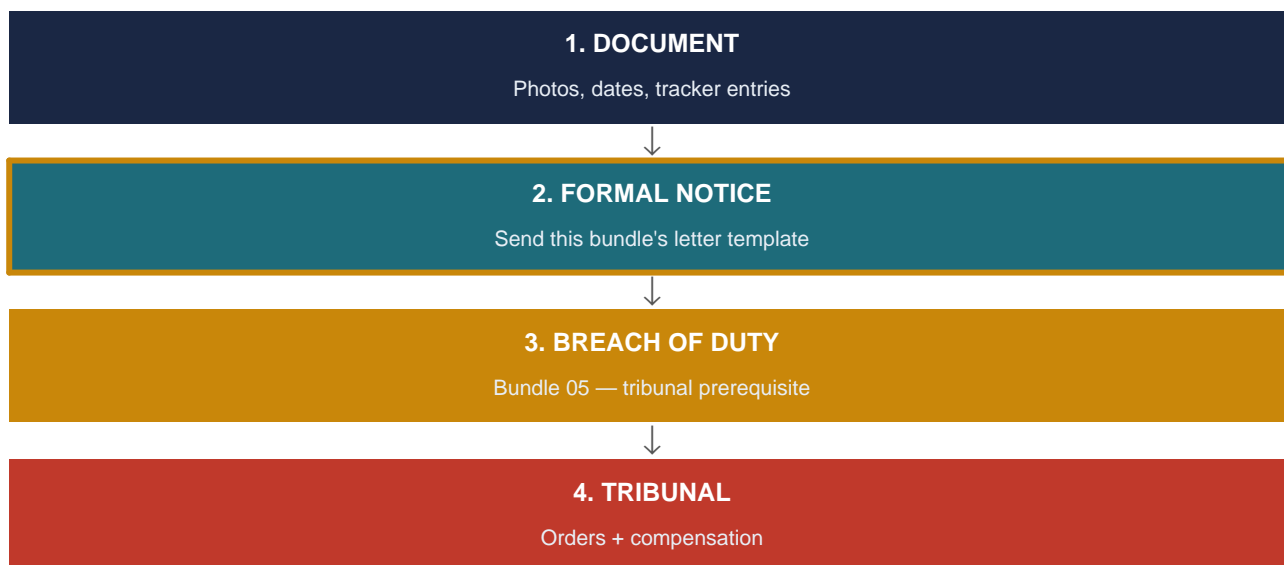 1. DOCUMENT
Photos, dates, tracker entries
2. FORMAL NOTICE
Send this bundle's letter template
3. BREACH OF DUTY
Bundle 05 — tribunal prerequisite
4. TRIBUNAL
Orders + compensation